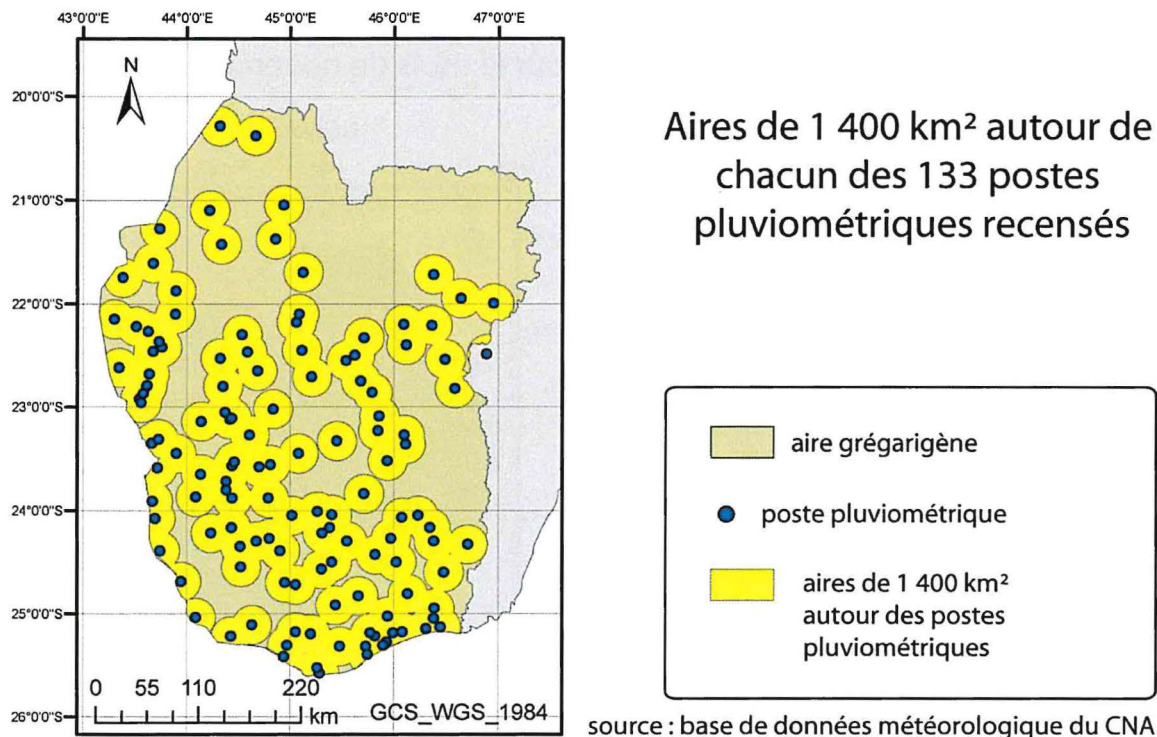 43°0'0"E 44°0'0"E 45°0'0"E 46°0'0"E 47°0'0"E
N
20°0'0"S
21°0'0"S
22°0'0"S
23°0'0"S
24°0'0"S
25°0'0"S
26°0'0"S
0 55 110 220
km
GCS_WGS_1984
Aires de 1 400 km² autour de
chacun des 133 postes
pluviométriques recensés
aire grégarigène
poste pluviométrique
aires de 1 400 km²
autour des postes
pluviométriques
source : base de données météorologique du CNA